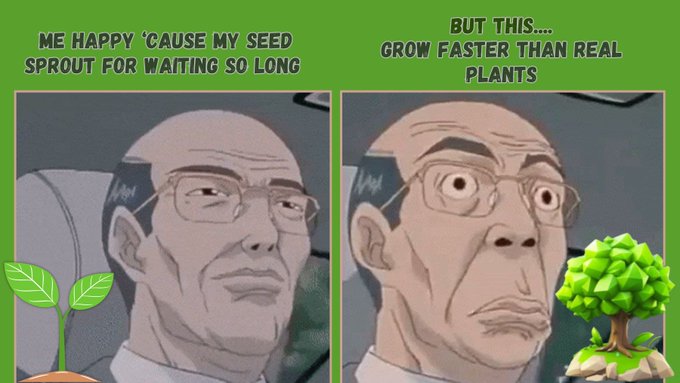 ME HAPPY ‘CAUSE MY SEED
SPROUT FOR WAITING SO LONG
BUT THIS....
GROW FASTER THAN REAL
PLANTS